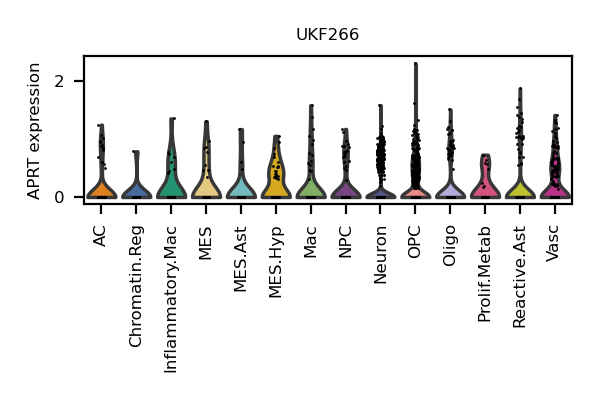 UKF266
APRT expression
2
0
AC
Chromatin.Reg
Inflammatory.Mac
MES
MES.Ast
MES.Hyp
Mac
NPC
Neuron
OPC
Oligo
Prolif.Metab
Reactive.Ast
Vasc